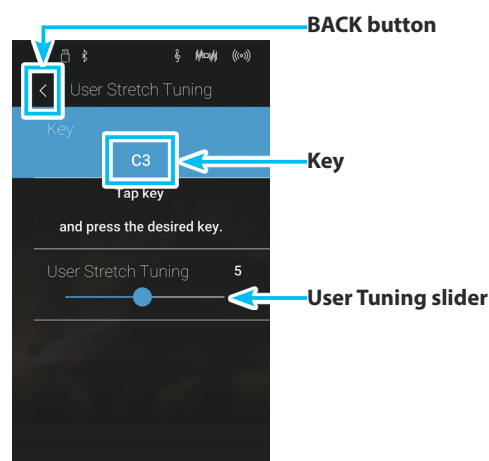 BACK button
User Stretch Tuning
Key
C3
Key
Tap key
and press the desired key.
User Stretch Tuning 5
User Tuning slider